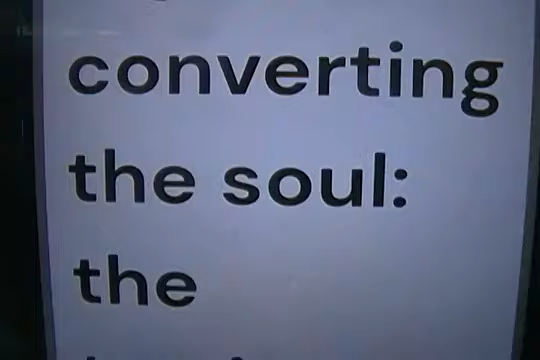 converting
the soul:
the